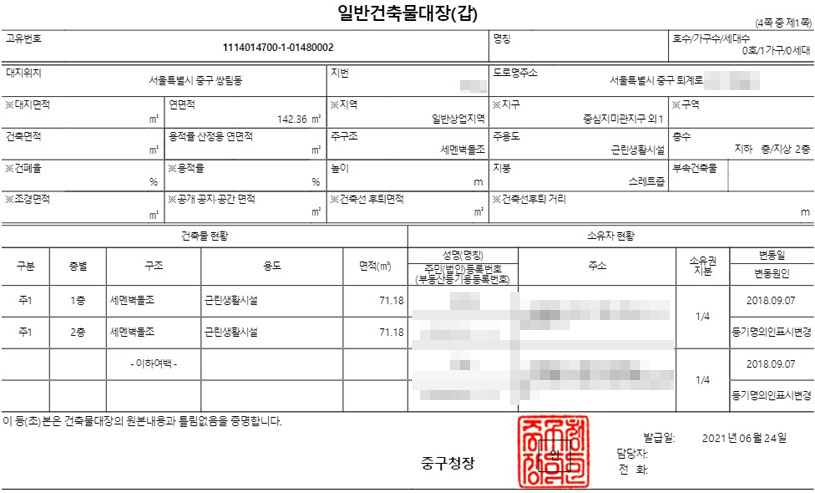 일반건축물대장(갑)
(4쪽 중 제1쪽)
고유번호
1114014700-1-01480002
명칭
호수/가구수/세대수
0호/1가구/0세대
대지위치
서울특별시 중구 쌍림동
지번
도로명주소
서울특별시 중구 퇴계로
※대지면적
㎡
연면적
142.36 ㎡
※지역
일반상업지역
※지구
중심지미관지구 외1
※구역
건축면적
㎡
용적률 산정용 연면적
㎡
주구조
세멘벽돌조
주용도
근린생활시설
층수
지하 층/지상 2층
※건폐율
%
※용적률
%
높이
m
지붕
스레트즙
부속건축물
※조경면적
㎡
※공개 공지·공간 면적
㎡
※건축선 후퇴면적
㎡
※건축선후퇴 거리
m
건축물 현황
소유자 현황
구분
층별
구조
용도
면적(㎡)
성명(명칭)
주민(법인)등록번호
(부동산등기용등록번호)
주소
소유권
지분
변동일
변동원인
주1
1층
세멘벽돌조
근린생활시설
71.18
1/4
2018.09.07
주1
2층
세멘벽돌조
근린생활시설
71.18
등기명의인표시변경
- 이하여백 -
1/4
2018.09.07
등기명의인표시변경
이 등(초)본은 건축물대장의 원본내용과 틀림없음을 증명합니다.
발급일: 2021년 06월 24일
담당자:
중구청장
전 화: